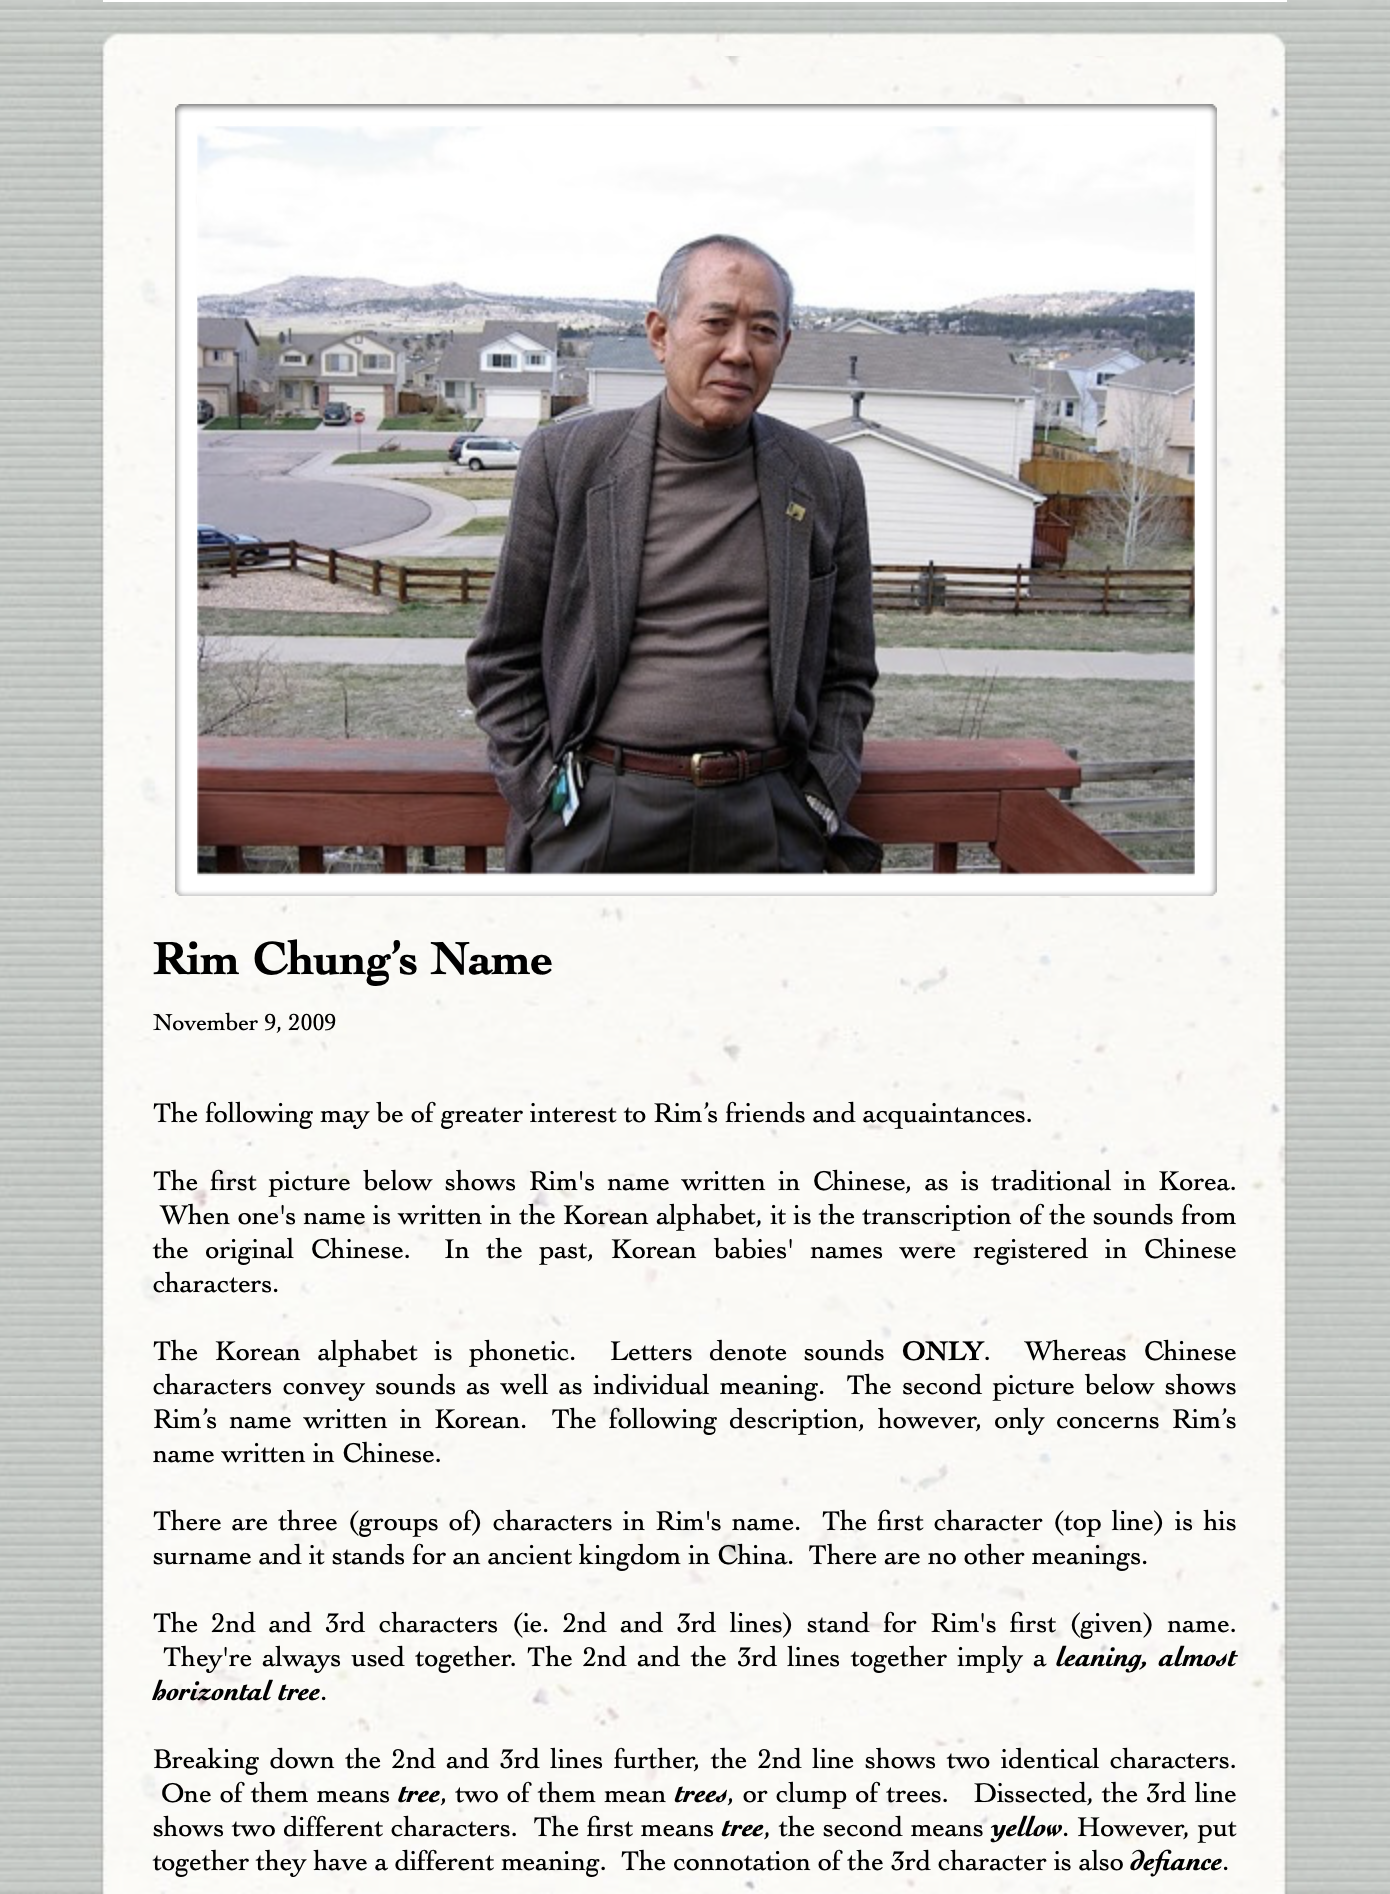 Rim Chung’s Name
November 9, 2009
The following may be of greater interest to Rim’s friends and acquaintances.
The first picture below shows Rim's name written in Chinese, as is traditional in Korea.
When one's name is written in the Korean alphabet, it is the transcription of the sounds from
the original Chinese. In the past, Korean babies' names were registered in Chinese
characters.
The Korean alphabet is phonetic. Letters denote sounds ONLY. Whereas Chinese
characters convey sounds as well as individual meaning. The second picture below shows
Rim’s name written in Korean. The following description, however, only concerns Rim’s
name written in Chinese.
There are three (groups of) characters in Rim's name. The first character (top line) is his
surname and it stands for an ancient kingdom in China. There are no other meanings.
The 2nd and 3rd characters (ie. 2nd and 3rd lines) stand for Rim's first (given) name.
They're always used together. The 2nd and the 3rd lines together imply a leaning, almost
horizontal tree.
Breaking down the 2nd and 3rd lines further, the 2nd line shows two identical characters.
One of them means tree, two of them mean trees, or clump of trees. Dissected, the 3rd line
shows two different characters. The first means tree, the second means yellow. However, put
together they have a different meaning. The connotation of the 3rd character is also defiance.